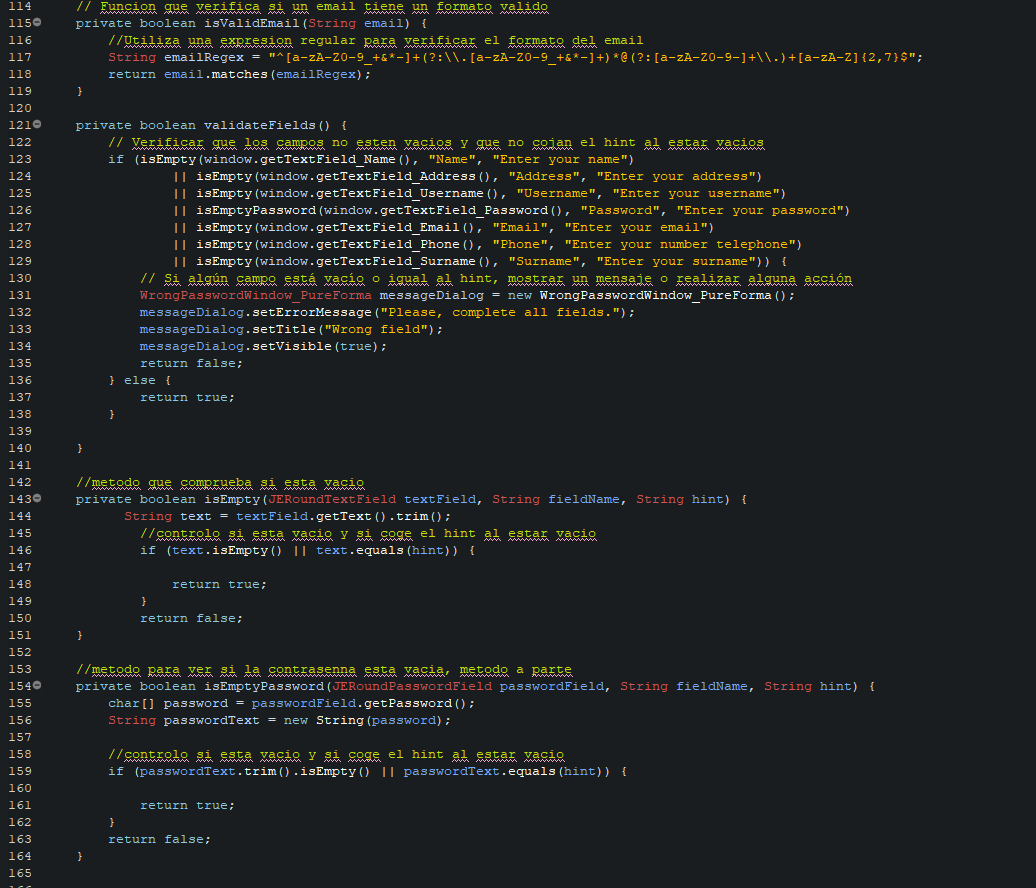 114 // Funcion que verifica si un email tiene un formato valido
115 private boolean isValidEmail(String email) {
116 //Utiliza una expresion regular para verificar el formato del email
117 String emailRegex = "^[a-zA-Z0-9_+&*-]+(?:\\.[a-zA-Z0-9_+&*-]+)*@(?:[a-zA-Z0-9-]+\\.)+[a-zA-Z]{2,7}$";
118 return email.matches(emailRegex);
119 }
120
121 private boolean validateFields() {
122 // Verificar que los campos no esten vacios y que no cojan el hint al estar vacios
123 if (isEmpty(window.getTextField_Name(), "Name", "Enter your name")
124 || isEmpty(window.getTextField_Address(), "Address", "Enter your address")
125 || isEmpty(window.getTextField_Username(), "Username", "Enter your username")
126 || isEmptyPassword(window.getTextField_Password(), "Password", "Enter your password")
127 || isEmpty(window.getTextField_Email(), "Email", "Enter your email")
128 || isEmpty(window.getTextField_Phone(), "Phone", "Enter your number telephone")
129 || isEmpty(window.getTextField_Surname(), "Surname", "Enter your surname")) {
130 // Si algún campo está vacío o igual al hint, mostrar un mensaje o realizar alguna acción
131 WrongPasswordWindow_PureForma messageDialog = new WrongPasswordWindow_PureForma();
132 messageDialog.setErrorMessage("Please, complete all fields.");
133 messageDialog.setTitle("Wrong field");
134 messageDialog.setVisible(true);
135 return false;
136 } else {
137 return true;
138 }
139
140 }
141
142 //metodo que comprueba si esta vacio
143 private boolean isEmpty(JERoundTextField textField, String fieldName, String hint) {
144 String text = textField.getText().trim();
145 //controlo si esta vacio y si coge el hint al estar vacio
146 if (text.isEmpty() || text.equals(hint)) {
147
148 return true;
149 }
150 return false;
151 }
152
153 //metodo para ver si la contrasenna esta vacia, metodo a parte
154 private boolean isEmptyPassword(JERoundPasswordField passwordField, String fieldName, String hint) {
155 char[] password = passwordField.getPassword();
156 String passwordText = new String(password);
157
158 //controlo si esta vacio y si coge el hint al estar vacio
159 if (passwordText.trim().isEmpty() || passwordText.equals(hint)) {
160
161 return true;
162 }
163 return false;
164 }
165